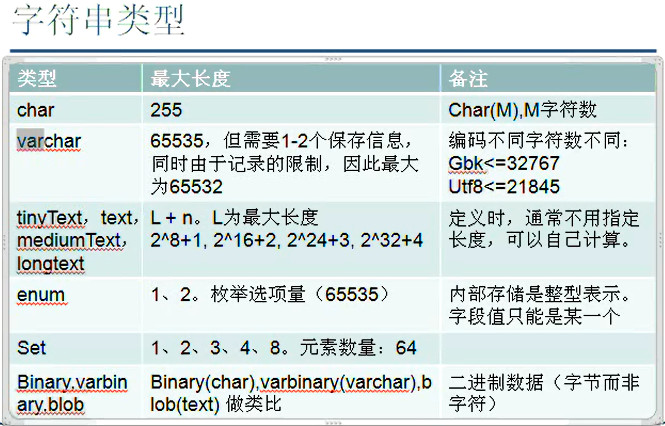 字符串类型
类型 最大长度 备注
char 255 Char(M),M字符数
varchar 65535，但需要1-2个保存信息， 编码不同字符数不同：
同时由于记录的限制，因此最大 Gbk<=32767
为65532 Utf8<=21845
tinyText，text， L + n。L为最大长度 定义时，通常不用指定
mediumText， 2^8+1, 2^16+2, 2^24+3, 2^32+4 长度，可以自己计算。
longtext
enum 1、2。枚举选项量（65535） 内部存储是整型表示。
字段值只能是某一个
Set 1、2、3、4、8。元素数量：64
Binary,varbin Binary(char),varbinary(varchar),b 二进制数据（字节而非
ary,blob lob(text) 做类比 字符）